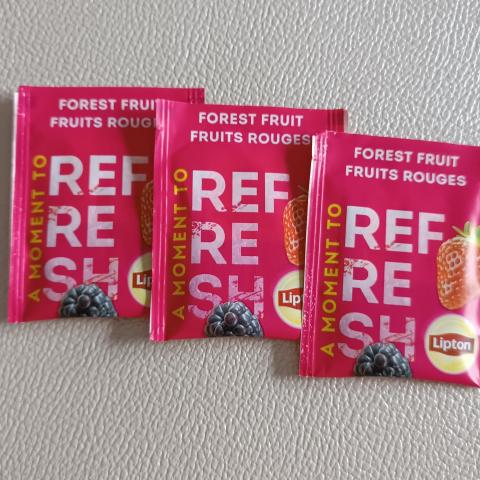 FOREST FRUIT
FRUITS ROUGES
A MOMENT TO
REF
RE
SH
Lipton
FOREST FRUIT
FRUITS ROUGES
A MOMENT TO
REF
RE
SH
Lip
FOREST FRUIT
FRUITS ROUGES
A MOMENT TO
REF
RE
SH
Lipton